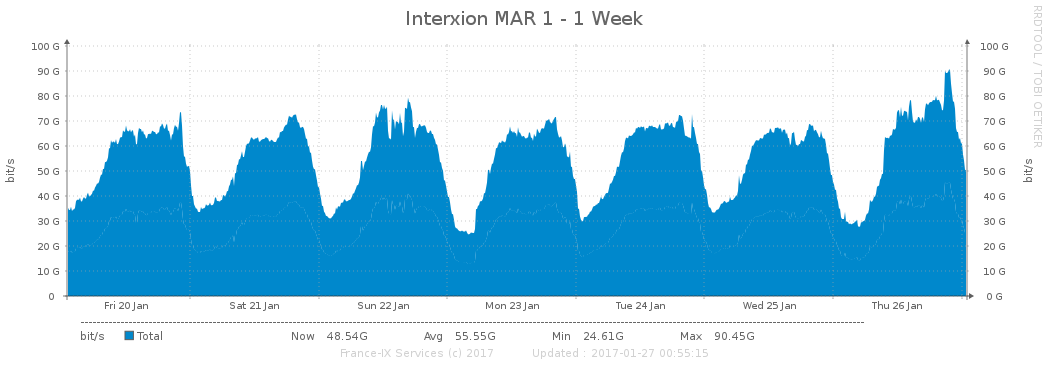 Interxion MAR 1 - 1 Week
RRDTOOL / TOBI OETIKER
bit/s
100 G
90 G
80 G
70 G
60 G
50 G
40 G
30 G
20 G
10 G
0
100 G
90 G
80 G
70 G
60 G
50 G
40 G
30 G
20 G
10 G
0 G
bit/s
Fri 20 Jan Sat 21 Jan Sun 22 Jan Mon 23 Jan Tue 24 Jan Wed 25 Jan Thu 26 Jan
bit/s Total Now 48.54G Avg 55.55G Min 24.61G Max 90.45G
France-IX Services (c) 2017 Updated : 2017-01-27 00:55:15